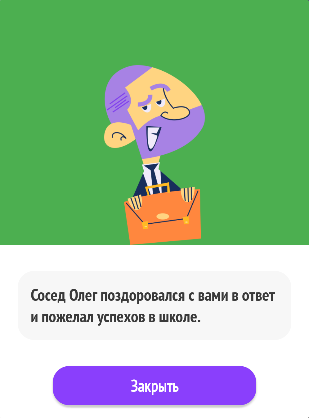 Сосед Олег поздоровался с вами в ответ
и пожелал успехов в школе.
Закрыть